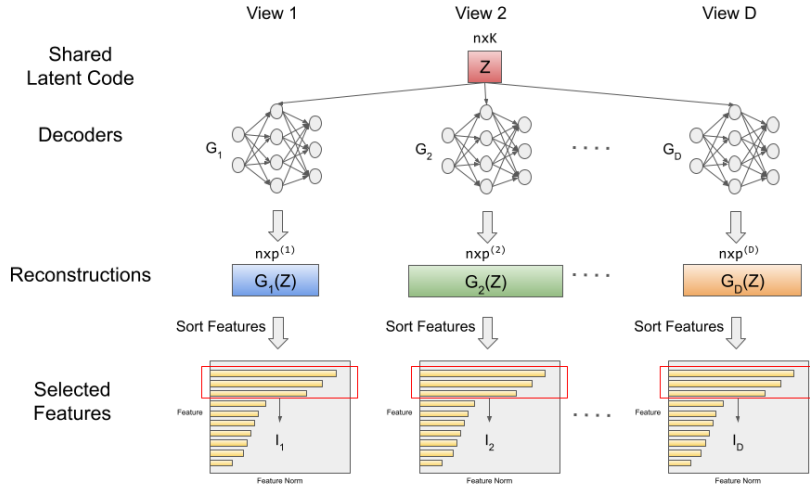 View 1
View 2
View D
Shared
Latent Code
nxK
Z
Decoders
G1
G2
. . . .
GD
nxp(1)
nxp(2)
nxp(D)
Reconstructions
G1(Z)
G2(Z)
. . . .
GD(Z)
Sort Features
Sort Features
Sort Features
Selected
Features
Feature
I1
Feature
I2
. . . .
Feature
ID
Feature Norm
Feature Norm
Feature Norm